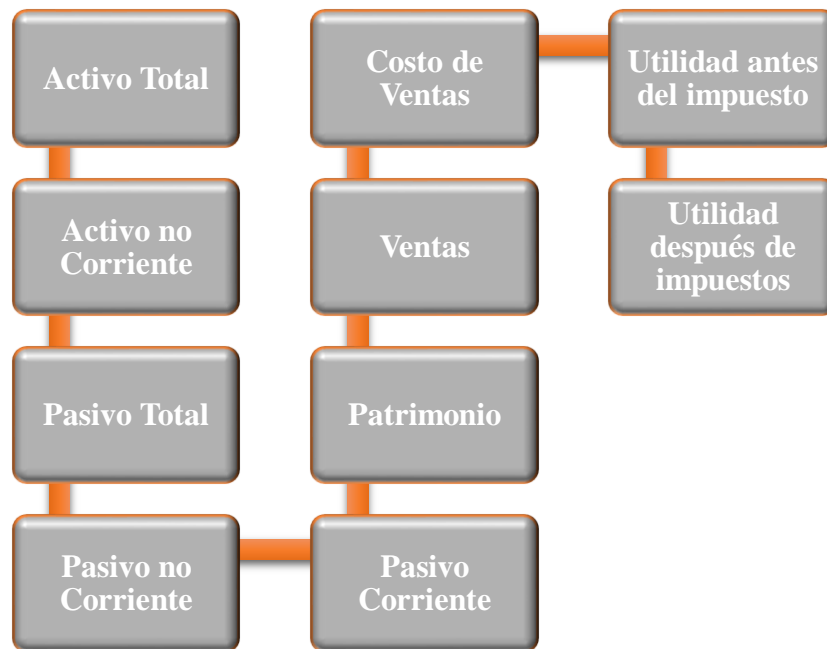 Activo Total
Activo no
Corriente
Pasivo Total
Pasivo no
Corriente
Pasivo
Corriente
Patrimonio
Ventas
Costo de
Ventas
Utilidad antes
del impuesto
Utilidad
después de
impuestos